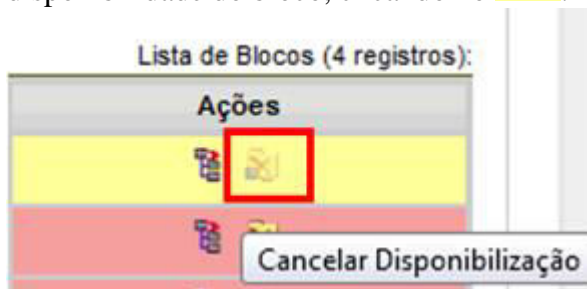 Lista de Blocos (4 registros):
Ações
Cancelar Disponibilização